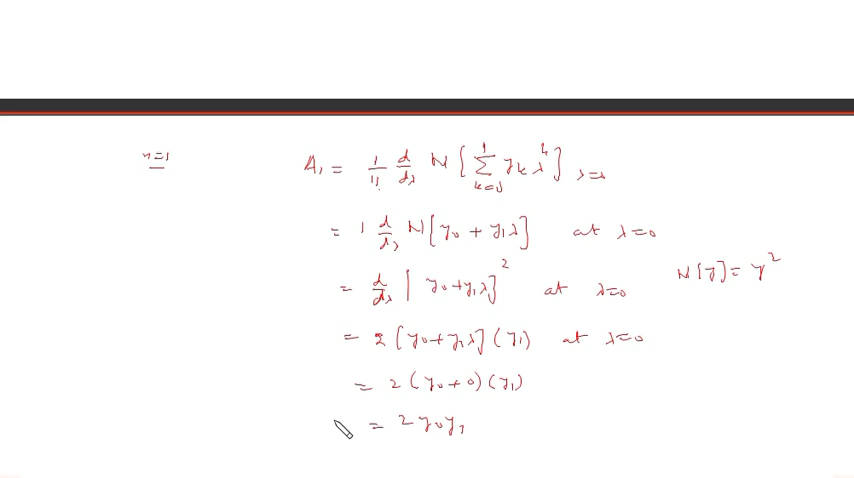 n=1
A₁ = 1/1! d/dλ N[∑_{k=0}^{1} y_k λ^k]_{λ=0}
= 1 d/dλ N[y₀ + y₁λ] at λ=0
= d/dλ [y₀+y₁λ]² at λ=0 N[y] = y²
= 2[y₀+y₁λ](y₁) at λ=0
= 2(y₀+0)(y₁)
= 2y₀y₁